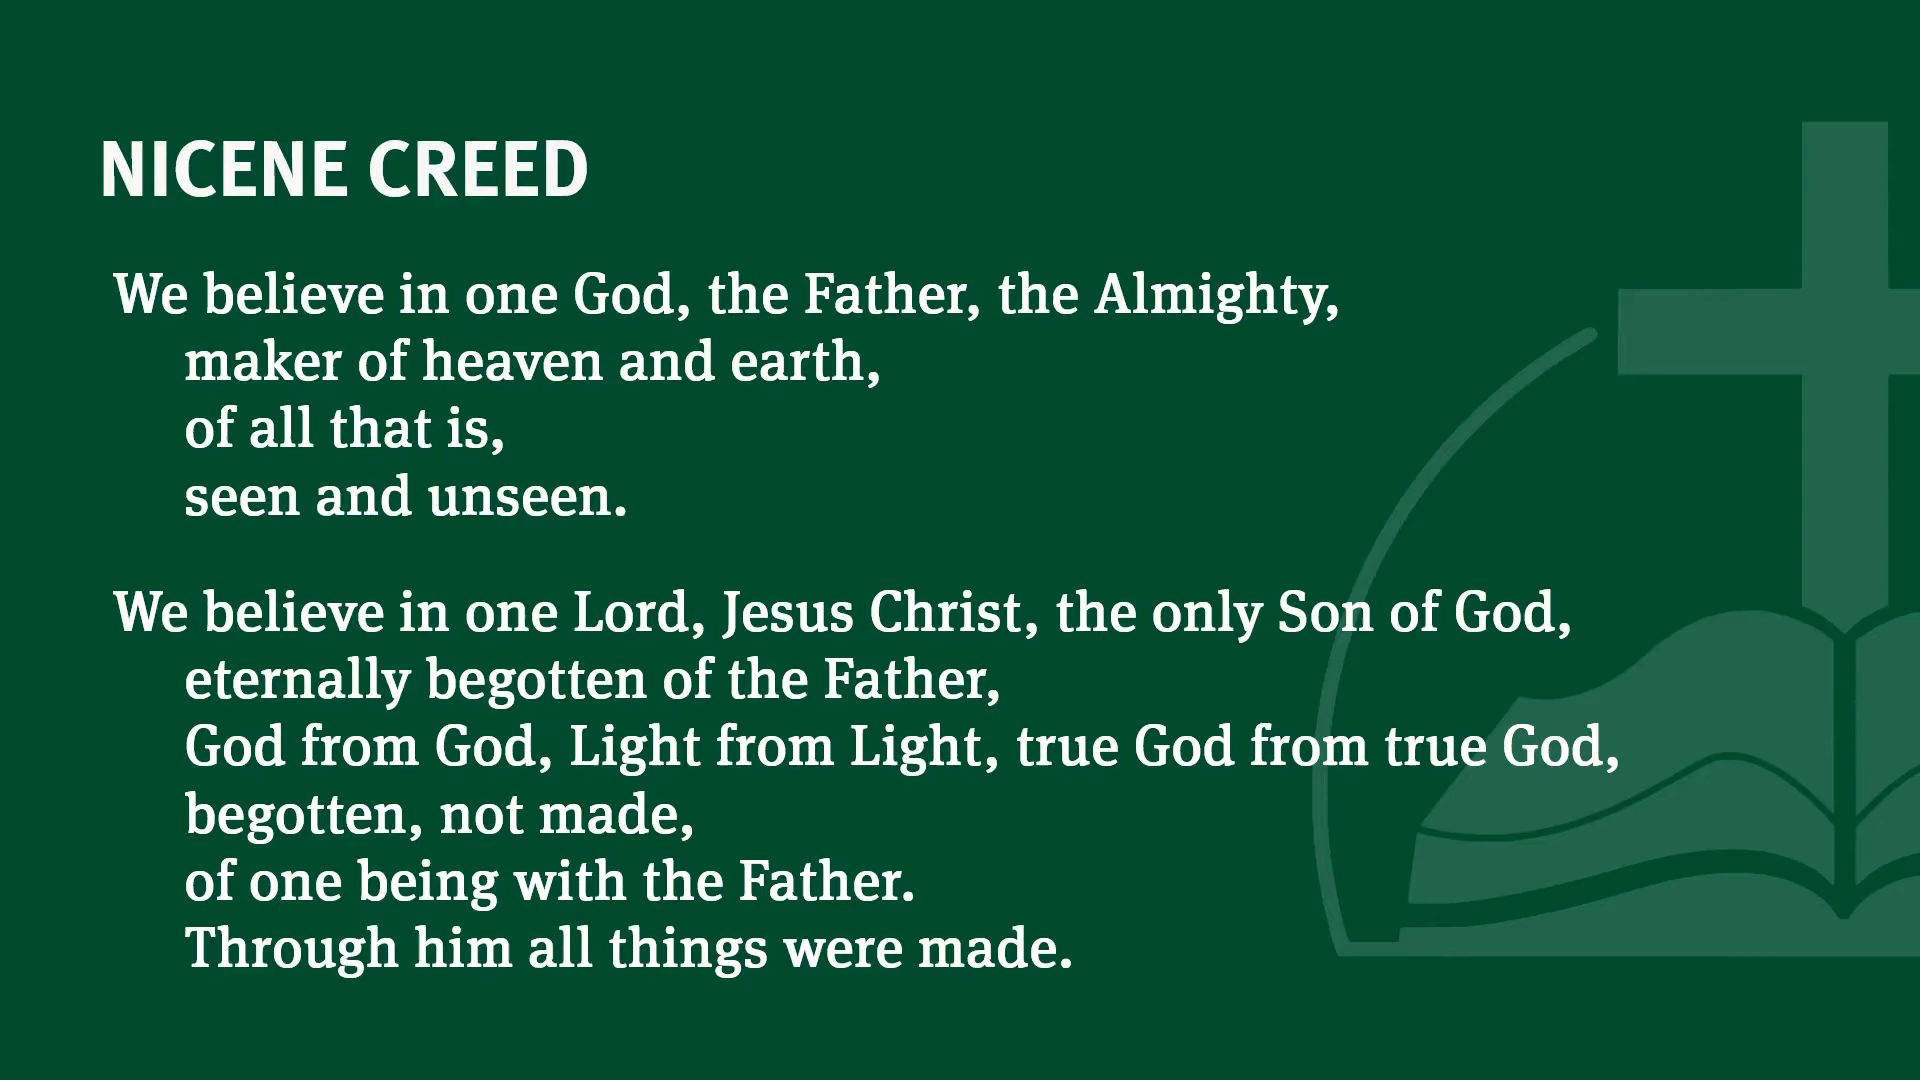 NICENE CREED
We believe in one God, the Father, the Almighty,
maker of heaven and earth,
of all that is,
seen and unseen.
We believe in one Lord, Jesus Christ, the only Son of God,
eternally begotten of the Father,
God from God, Light from Light, true God from true God,
begotten, not made,
of one being with the Father.
Through him all things were made.